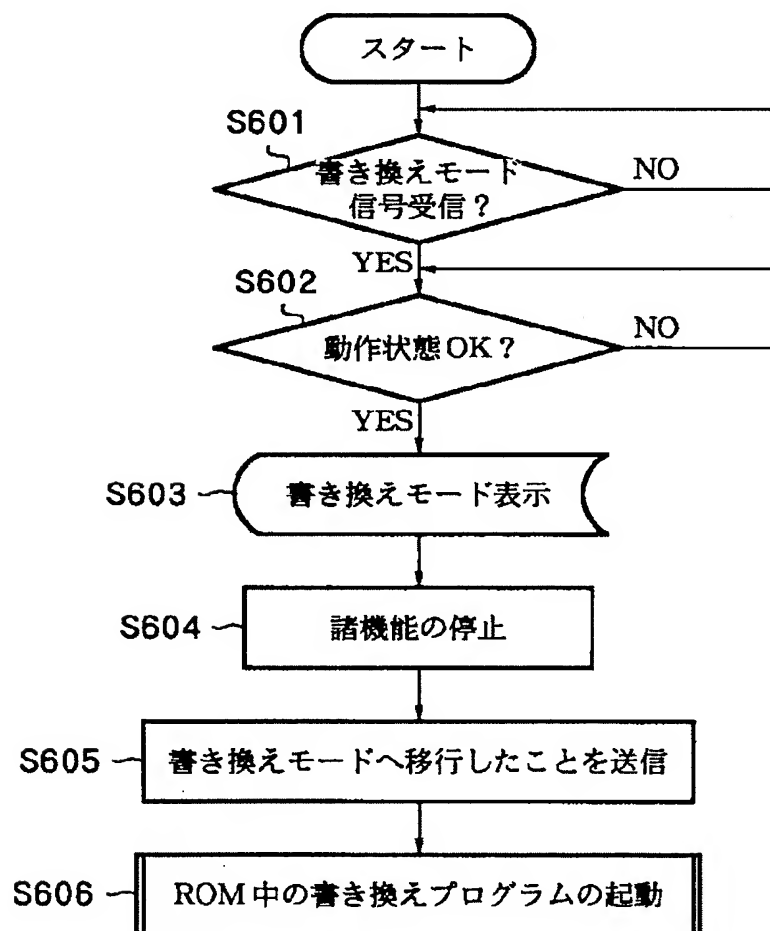 スタート
S601
書き換えモード
信号受信?
NO
YES
S602
動作状態OK?
NO
YES
S603
書き換えモード表示
S604
諸機能の停止
S605
書き換えモードへ移行したことを送信
S606
ROM中の書き換えプログラムの起動